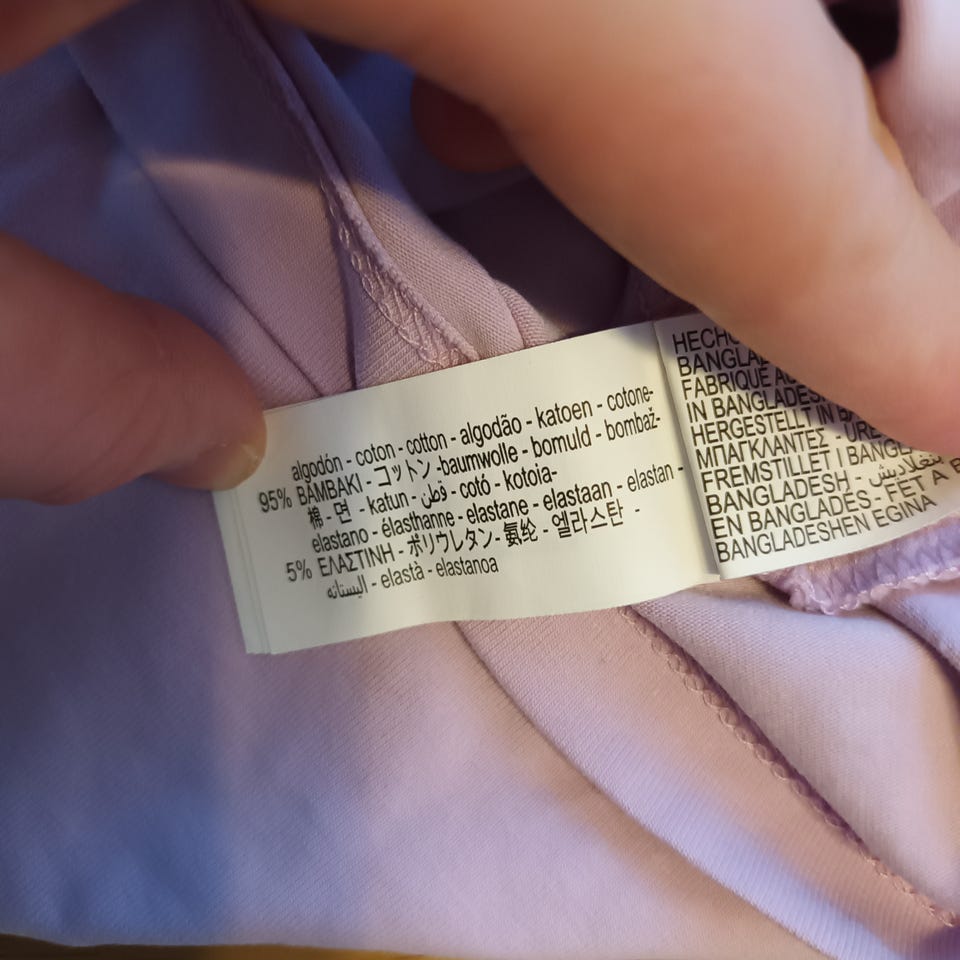 algodón - coton - cotton - algodão - katoen - cotone-
95% BAMBAKI - コットン -baumwolle - bomuld - bombaž-
棉 - 면 - katun - قطن - cotó - kotoia-
elastano - élasthanne - elastane - elastaan - elastan -
5% ΕΛΑΣΤΙΝΗ - ポリウレタン - 氨纶 - 엘라스탄 -
اليستانه - elastà - elastanoa
HECHO
BANGLA
FABRIQUÉ AU
IN BANGLADESH
HERGESTELLT IN BA
ΜΠΑΓΚΛΑΝΤΕΣ -
FREMSTILLET I BANGL
BANGLADESH -
EN BANGLADÉS - FET A B
BANGLADESHEN EGINA